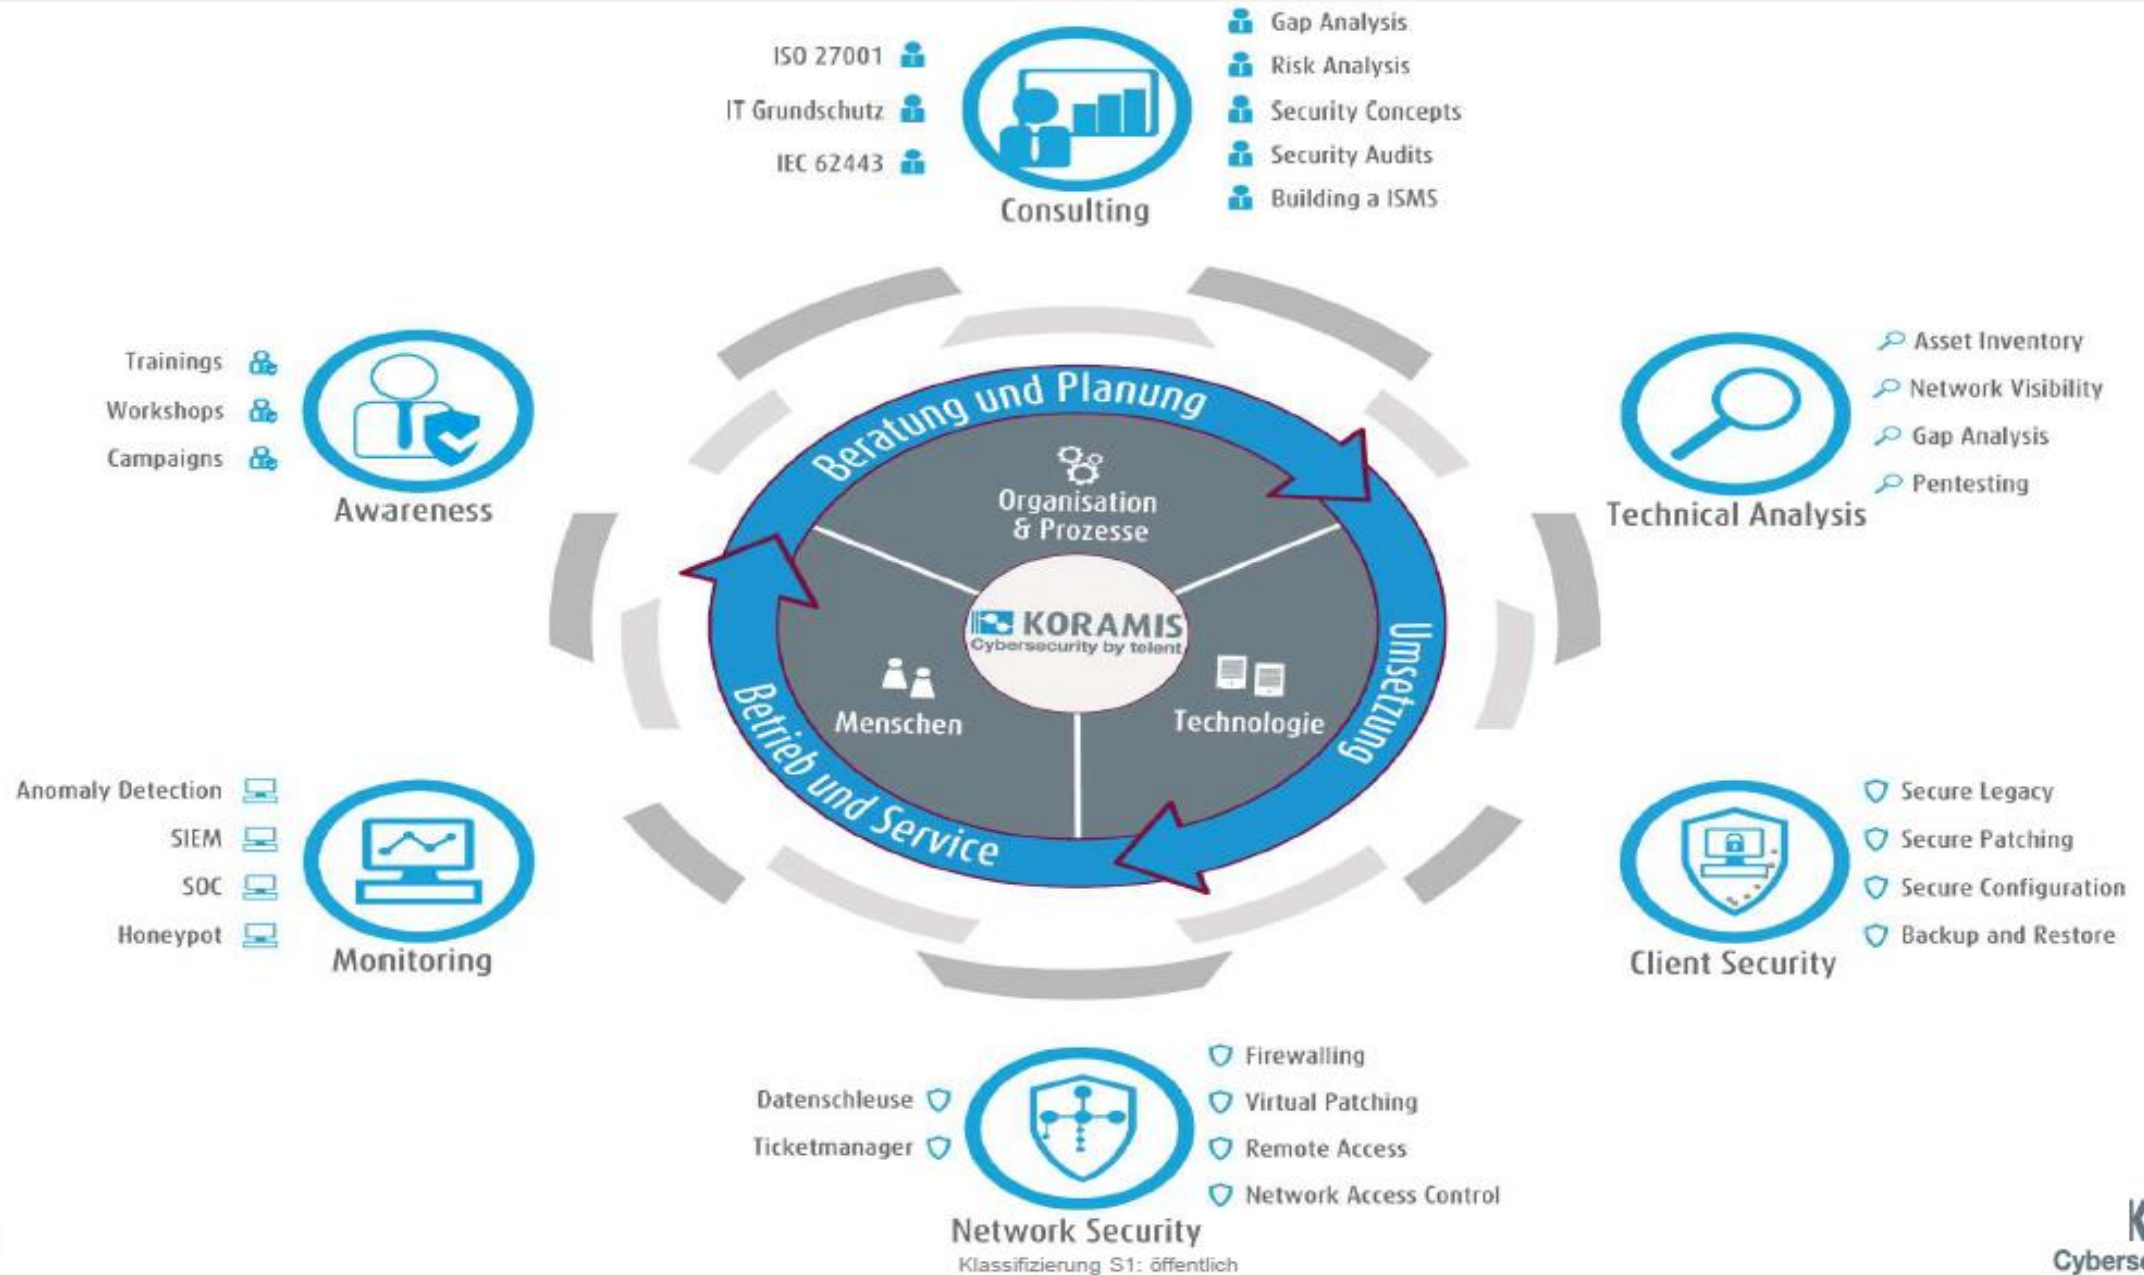 ISO 27001
IT Grundschutz
IEC 62443
Consulting
Gap Analysis
Risk Analysis
Security Concepts
Security Audits
Building a ISMS
Trainings
Workshops
Campaigns
Awareness
Asset Inventory
Network Visibility
Gap Analysis
Pentesting
Technical Analysis
Beratung und Planung
Umsetzung
Betrieb und Service
Organisation
& Prozesse
KORAMIS
Cybersecurity by telent
Menschen
Technologie
Anomaly Detection
SIEM
SOC
Honeypot
Monitoring
Secure Legacy
Secure Patching
Secure Configuration
Backup and Restore
Client Security
Datenschleuse
Ticketmanager
Firewalling
Virtual Patching
Remote Access
Network Access Control
Network Security
Klassifizierung S1: öffentlich